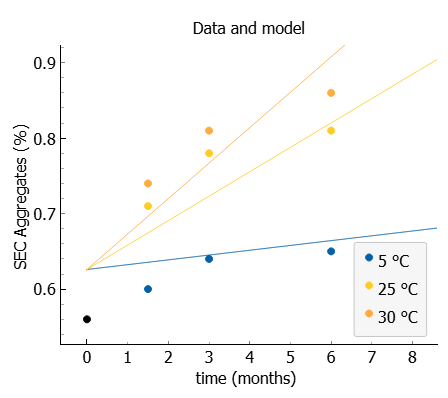 Data and model
SEC Aggregates (%)
0.9
0.8
0.7
0.6
0 1 2 3 4 5 6 7 8
time (months)
5 °C
25 °C
30 °C